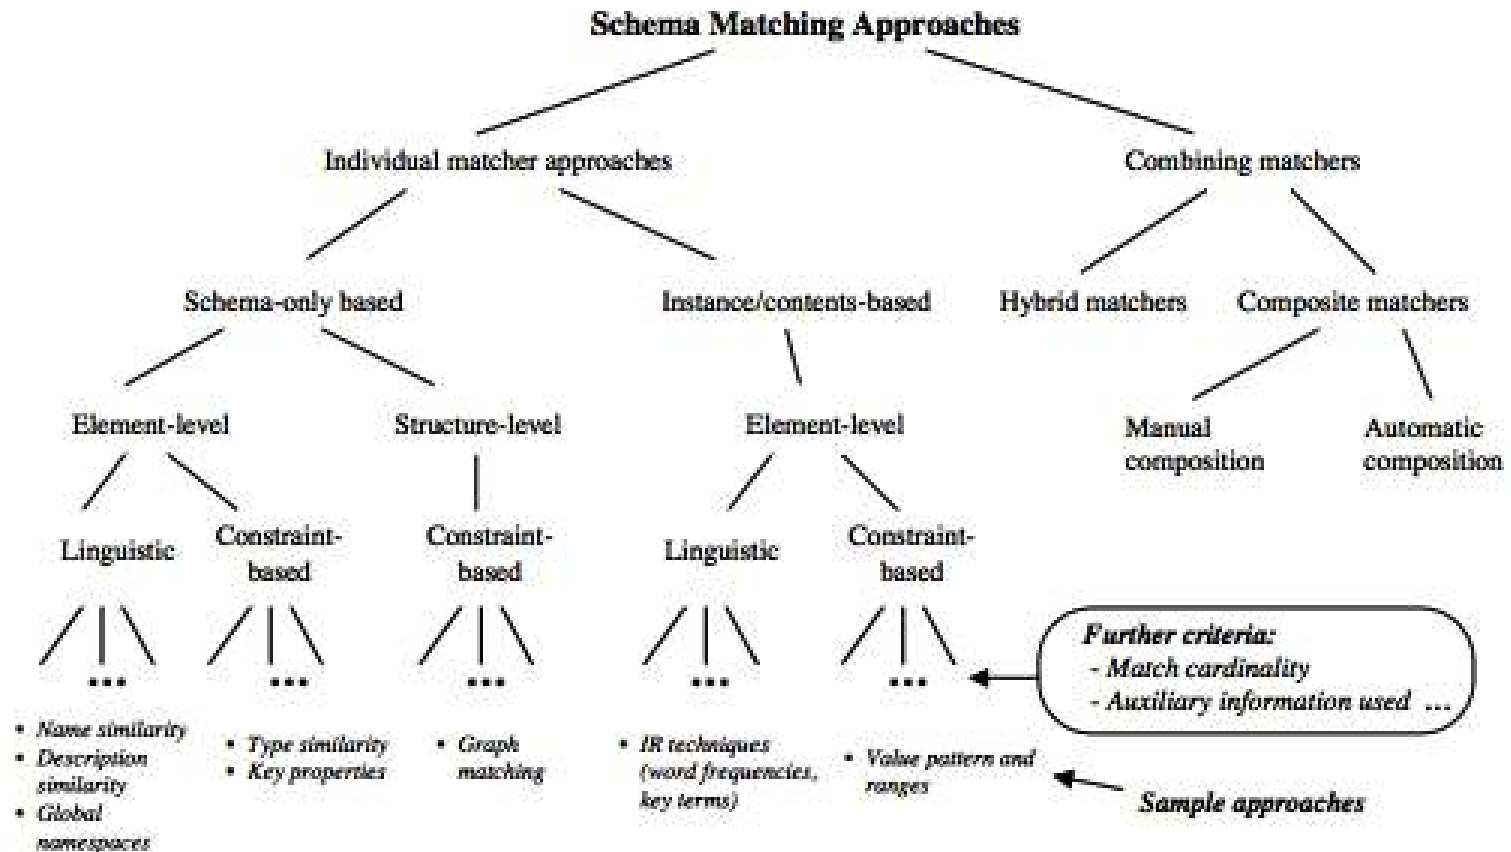 Schema Matching Approaches
Individual matcher approaches
Combining matchers
Schema-only based
Instance/contents-based
Hybrid matchers
Composite matchers
Element-level
Structure-level
Element-level
Manual
composition
Automatic
composition
Linguistic
Constraint-
based
Constraint-
based
Linguistic
Constraint-
based
...
...
...
...
...
Further criteria:
- Match cardinality
- Auxiliary information used ...
• Name similarity
• Description
similarity
• Global
namespaces
• Type similarity
• Key properties
• Graph
matching
• IR techniques
(word frequencies,
key terms)
• Value pattern and
ranges
Sample approaches